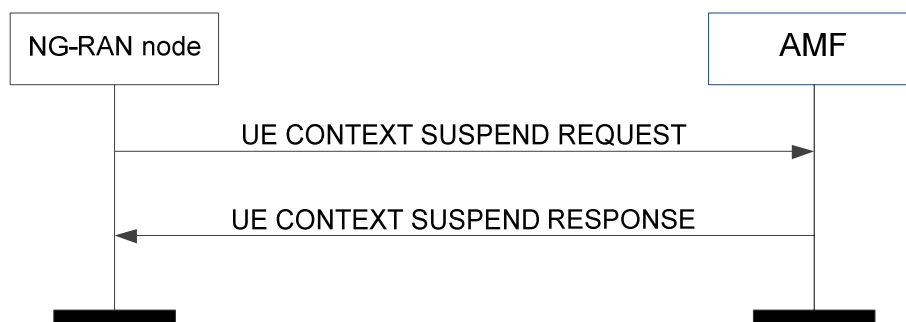 NG-RAN node
AMF
UE CONTEXT SUSPEND REQUEST
UE CONTEXT SUSPEND RESPONSE